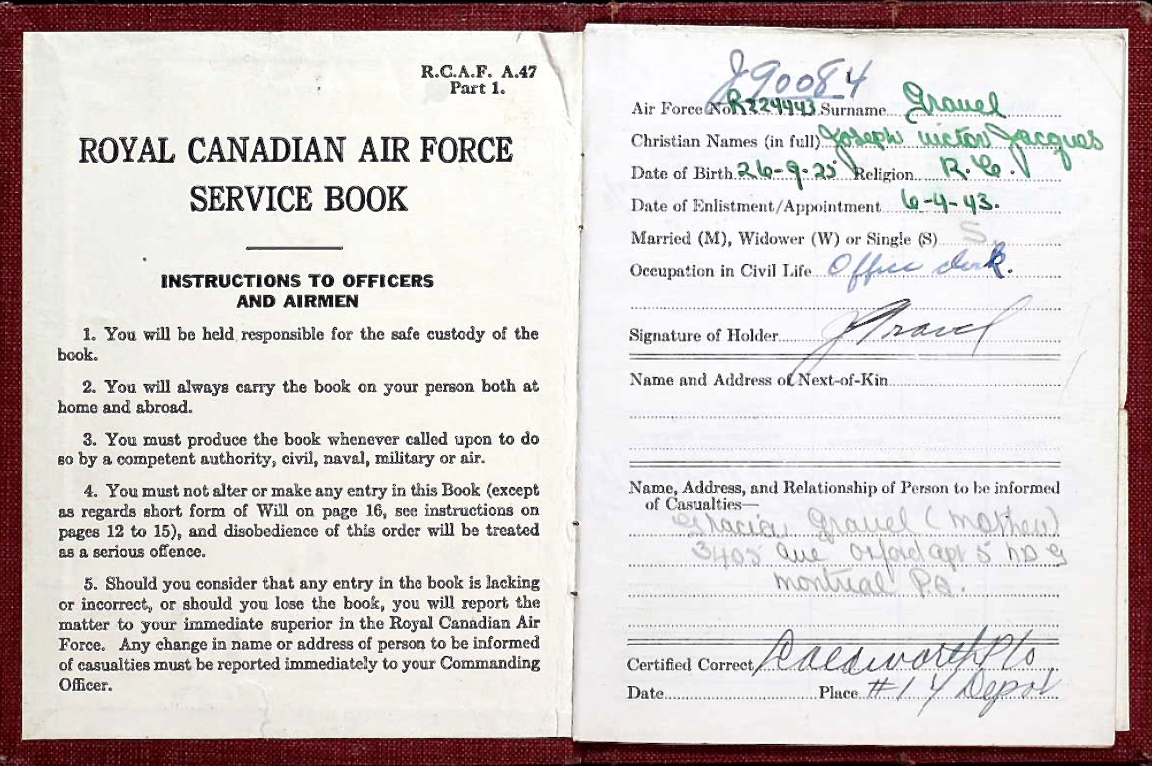 R.C.A.F. A.47
Part 1.
ROYAL CANADIAN AIR FORCE
SERVICE BOOK
INSTRUCTIONS TO OFFICERS
AND AIRMEN
1. You will be held responsible for the safe custody of the
book.
2. You will always carry the book on your person both at
home and abroad.
3. You must produce the book whenever called upon to do
so by a competent authority, civil, naval, military or air.
4. You must not alter or make any entry in this Book (except
as regards short form of Will on page 16, see instructions on
pages 12 to 15), and disobedience of this order will be treated
as a serious offence.
5. Should you consider that any entry in the book is lacking
or incorrect, or should you lose the book, you will report the
matter to your immediate superior in the Royal Canadian Air
Force. Any change in name or address of person to be informed
of casualties must be reported immediately to your Commanding
Officer.
J90084
Air Force No. R224443 Surname Gravel
Christian Names (in full) Joseph victor Jacques
Date of Birth 26-9-25 Religion R.C.
Date of Enlistment/Appointment 6-4-43.
Married (M), Widower (W) or Single (S) S
Occupation in Civil Life Office clerk.
Signature of Holder J Gravel
Name and Address of Next-of-Kin
Name, Address, and Relationship of Person to be informed
of Casualties—
Gracia gravel (mother)
3405 ave oxford apt 5 NDG
montreal P.Q.
Certified Correct P/O
Date Place #1 Y Depot